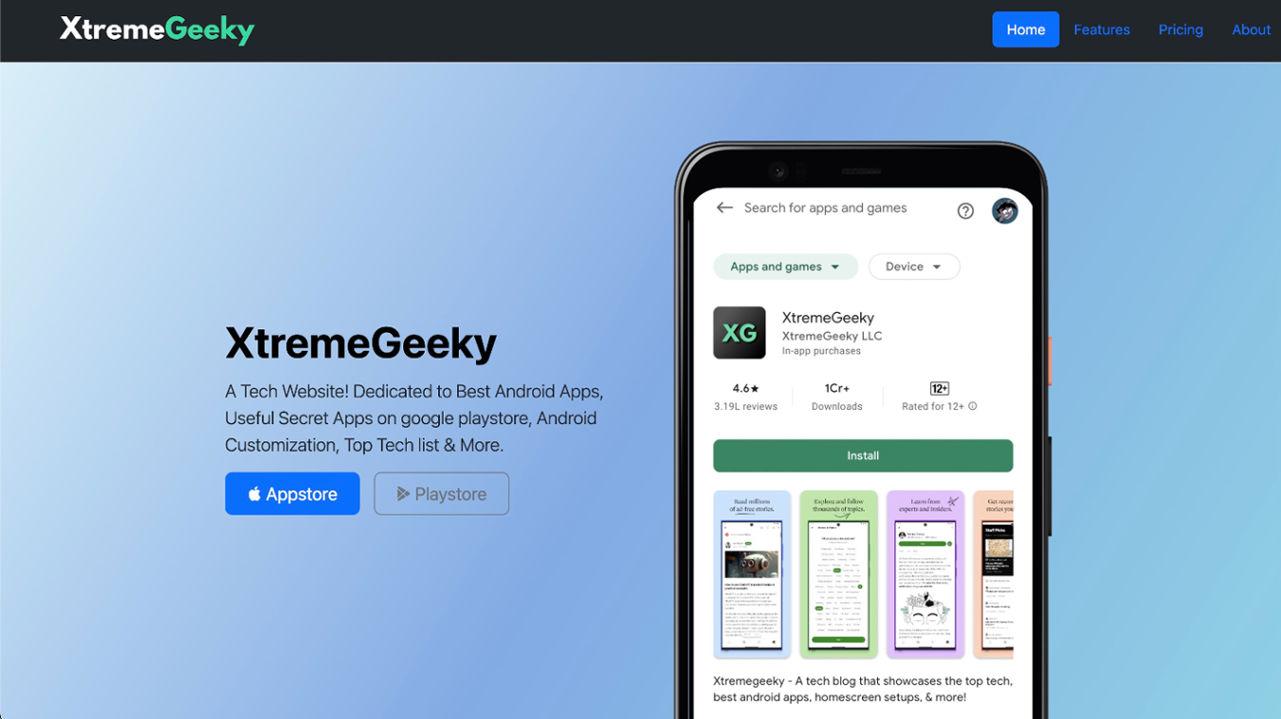 XtremeGeeky
Home
Features
Pricing
About
XtremeGeeky
A Tech Website! Dedicated to Best Android Apps,
Useful Secret Apps on google playstore, Android
Customization, Top Tech list & More.
Appstore
Playstore
Search for apps and games
Apps and games
Device
XG
XtremeGeeky
XtremeGeeky LLC
In-app purchases
4.6★
3.19L reviews
1Cr+
Downloads
12+
Rated for 12+
Install
Read millions
of ad-free stories.
Explore and follow
thousands of topics.
Learn from
experts and insiders.
Get recom
stories you
Xtremegeeky - A tech blog that showcases the top tech,
best android apps, homescreen setups, & more!